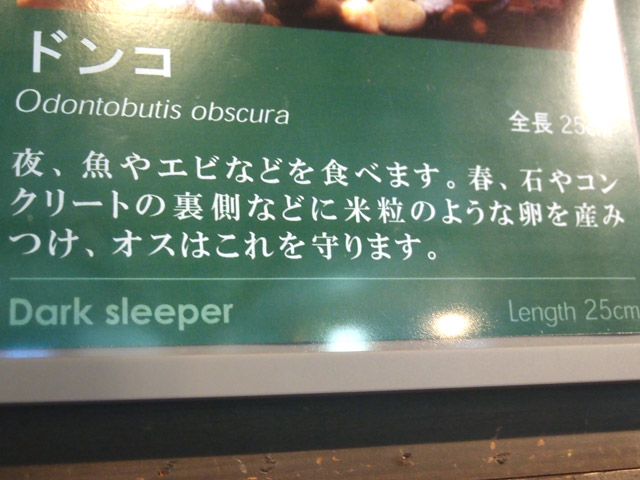 ドンコ
Odontobutis obscura
全長 25cm
夜、魚やエビなどを食べます。春、石やコン
クリートの裏側などに米粒のような卵を産み
つけ、オスはこれを守ります。
Dark sleeper
Length 25cm